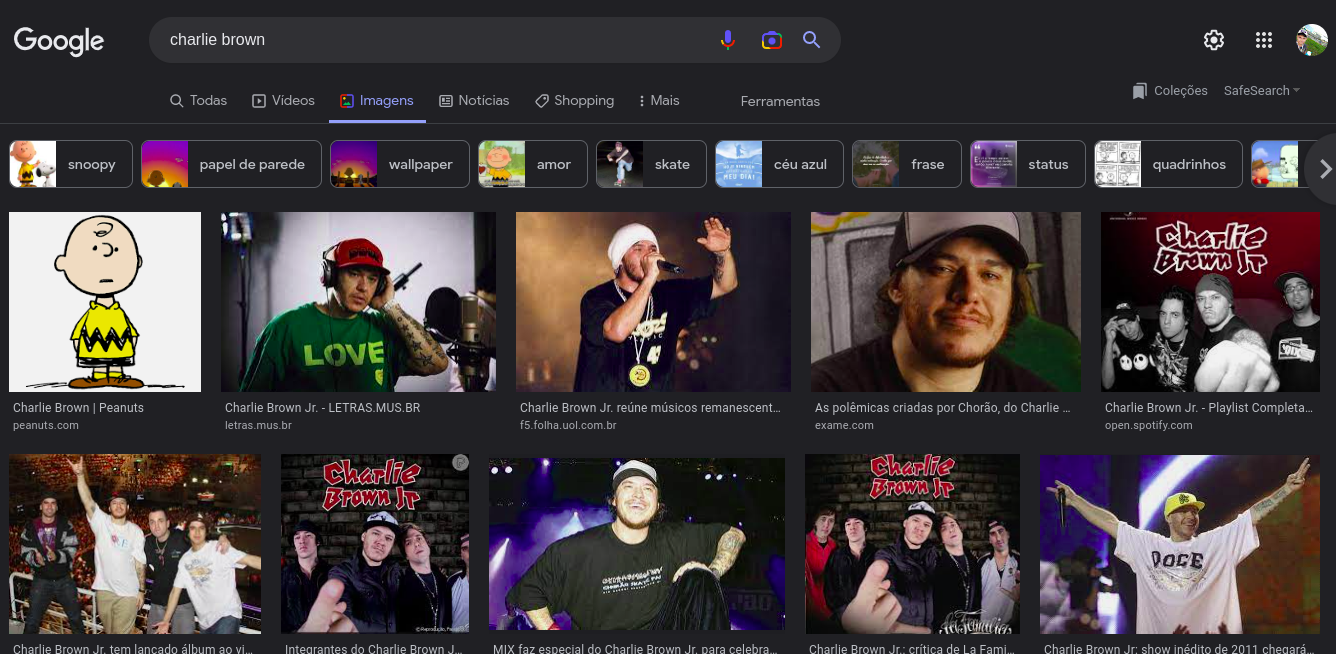 Google
charlie brown
Todas
Vídeos
Imagens
Notícias
Shopping
Mais
Ferramentas
Coleções
SafeSearch
snoopy
papel de parede
wallpaper
amor
skate
céu azul
frase
status
quadrinhos
LOVE
Charlie Brown Jr
Charlie Brown | Peanuts
peanuts.com
Charlie Brown Jr. - LETRAS.MUS.BR
letras.mus.br
Charlie Brown Jr. reúne músicos remanescent...
f5.folha.uol.com.br
As polêmicas criadas por Chorão, do Charlie ...
exame.com
Charlie Brown Jr. - Playlist Completa...
open.spotify.com
Charlie Brown Jr
Charlie Brown Jr
DOCE
Charlie Brown Jr. tem lançado álbum ao vi...
Integrantes do Charlie Brown J...
MIX faz especial do Charlie Brown Jr. para celebra...
Charlie Brown Jr.: crítica de La Fami...
Charlie Brown Jr: show inédito de 2011 chegará...